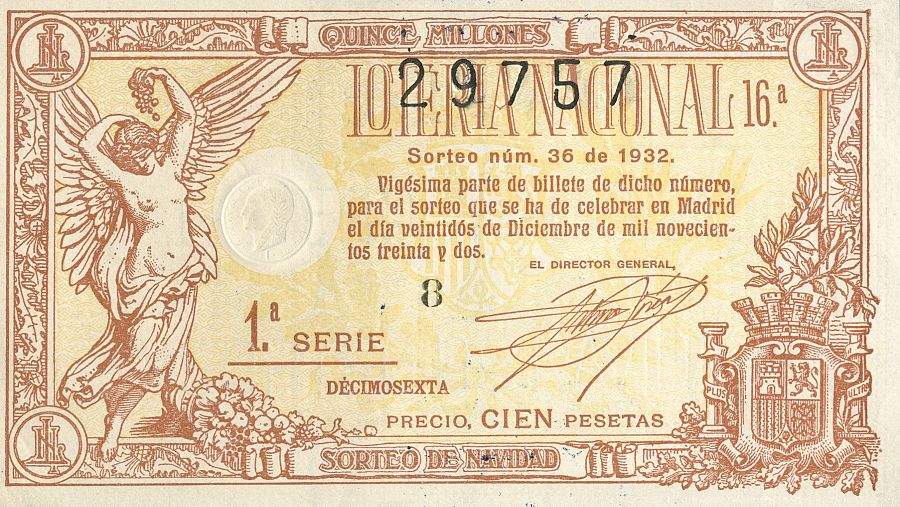 QUINCE MILLONES
29757
LOTERIA NACIONAL 16.ª
Sorteo núm. 36 de 1932.
Vigésima parte de billete de dicho número,
para el sorteo que se ha de celebrar en Madrid
el día veintidós de Diciembre de mil novecien-
tos treinta y dos.
EL DIRECTOR GENERAL,
8
1.ª SERIE
DÉCIMOSEXTA
PRECIO, CIEN PESETAS
SORTEO DE NAVIDAD
PLUS ULTRA